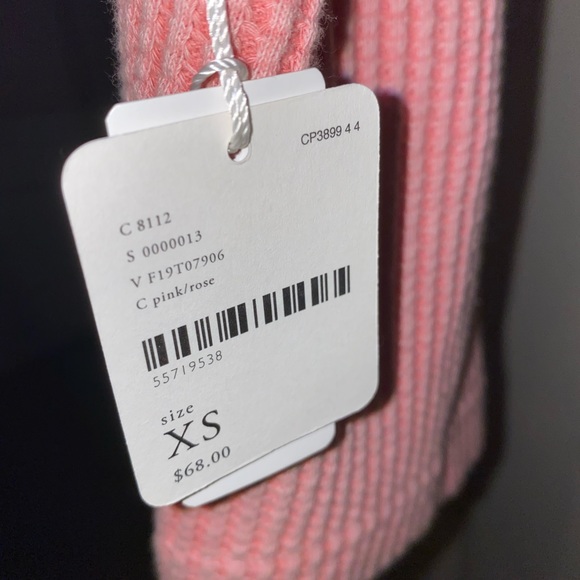 CP3899 4 4
C 8112
S 0000013
V F19T07906
C pink/rose
55719538
size
XS
$68.00